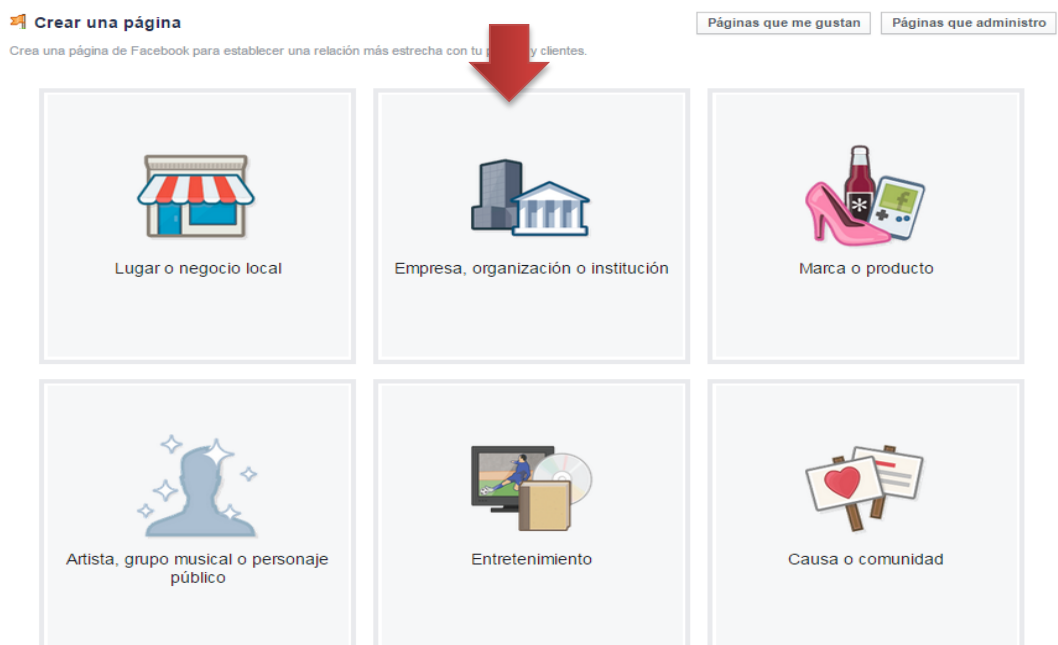 Crear una página
Páginas que me gustan
Páginas que administro
Crea una página de Facebook para establecer una relación más estrecha con tu y clientes.
Lugar o negocio local
Empresa, organización o institución
Marca o producto
Artista, grupo musical o personaje
público
Entretenimiento
Causa o comunidad